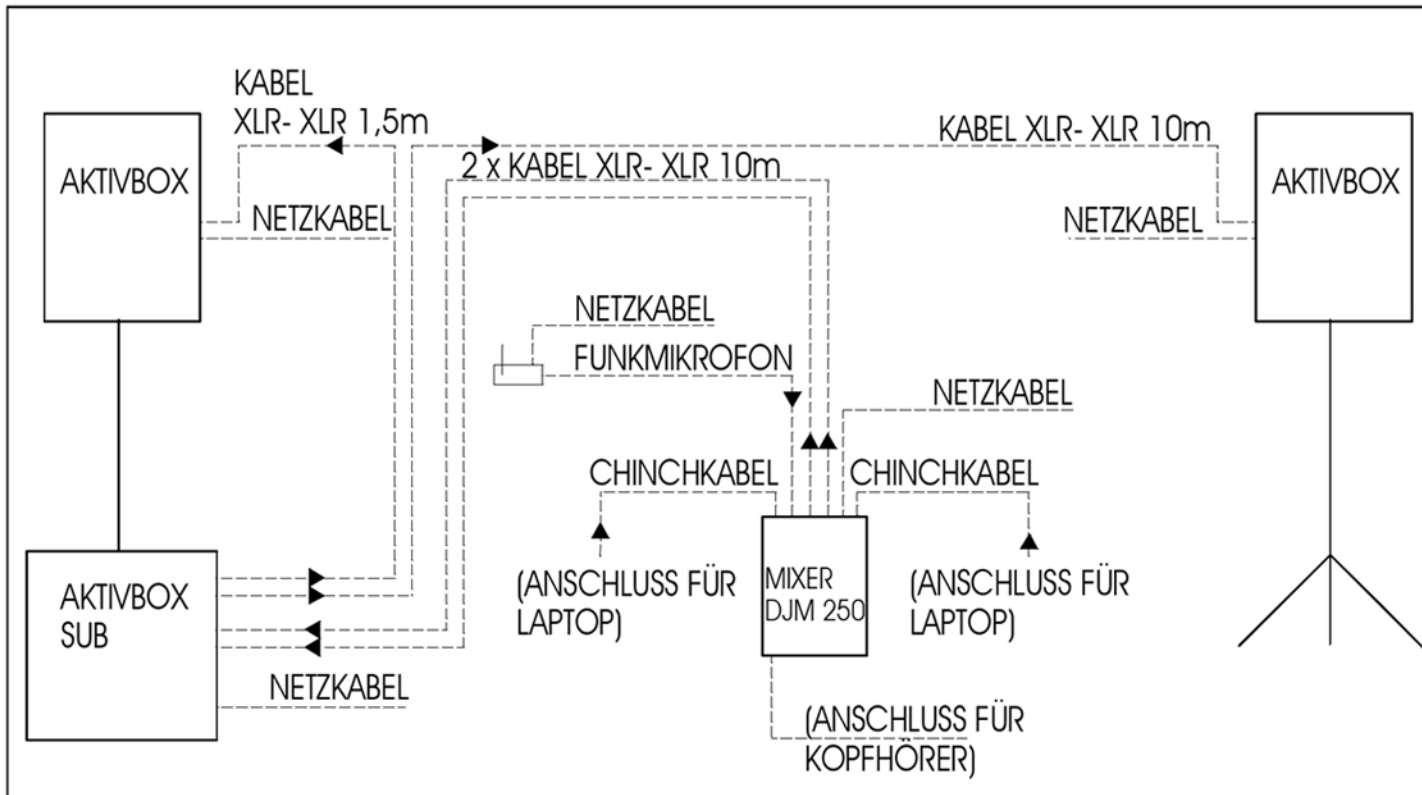 KABEL
XLR- XLR 1,5m
KABEL XLR- XLR 10m
2 x KABEL XLR- XLR 10m
AKTIVBOX
AKTIVBOX
NETZKABEL
NETZKABEL
NETZKABEL
FUNKMIKROFON
NETZKABEL
CHINCHKABEL
CHINCHKABEL
(ANSCHLUSS FÜR
LAPTOP)
MIXER
DJM 250
(ANSCHLUSS FÜR
LAPTOP)
AKTIVBOX
SUB
NETZKABEL
(ANSCHLUSS FÜR
KOPFHÖRER)